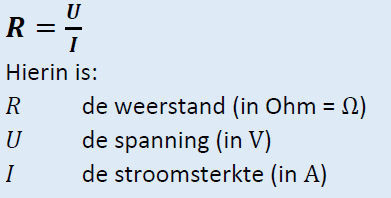 R = U/I
Hierin is:
R de weerstand (in Ohm = Ω)
U de spanning (in V)
I de stroomsterkte (in A)